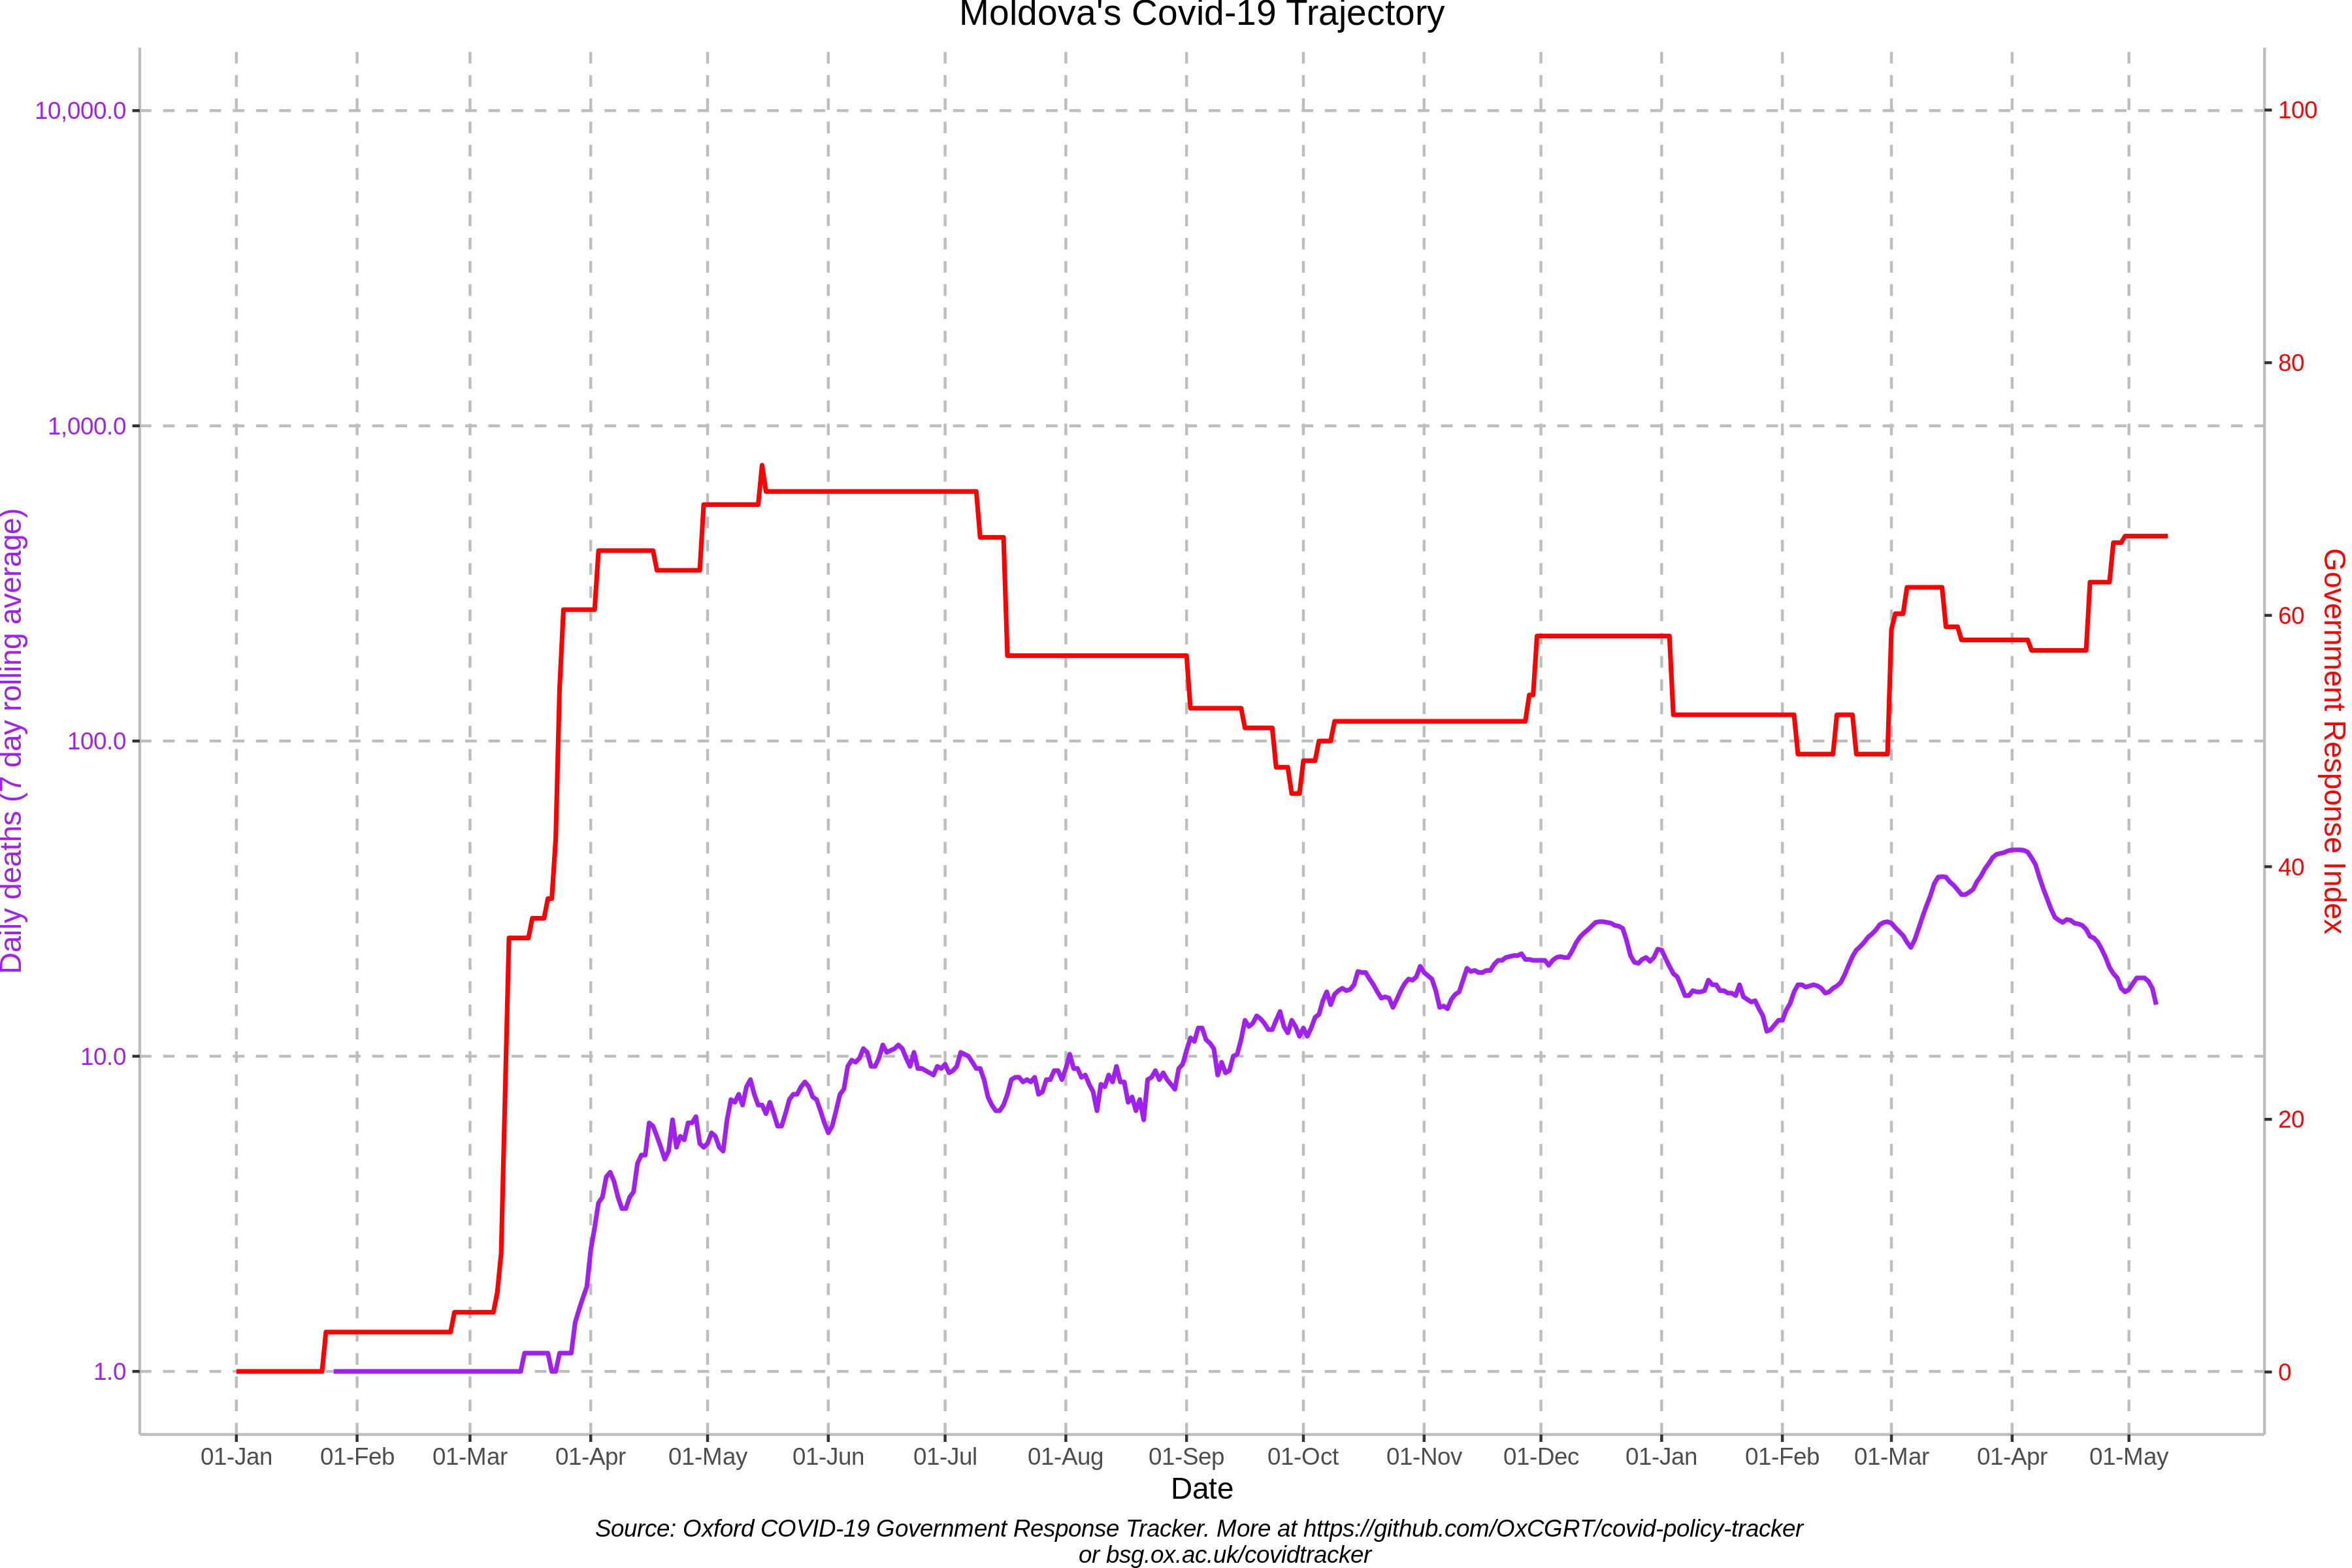 Moldova's Covid-19 Trajectory
10,000.0
1,000.0
100.0
10.0
1.0
Daily deaths (7 day rolling average)
100
80
60
40
20
0
Government Response Index
01-Jan 01-Feb 01-Mar 01-Apr 01-May 01-Jun 01-Jul 01-Aug 01-Sep 01-Oct 01-Nov 01-Dec 01-Jan 01-Feb 01-Mar 01-Apr 01-May
Date
Source: Oxford COVID-19 Government Response Tracker. More at https://github.com/OxCGRT/covid-policy-tracker
or bsg.ox.ac.uk/covidtracker